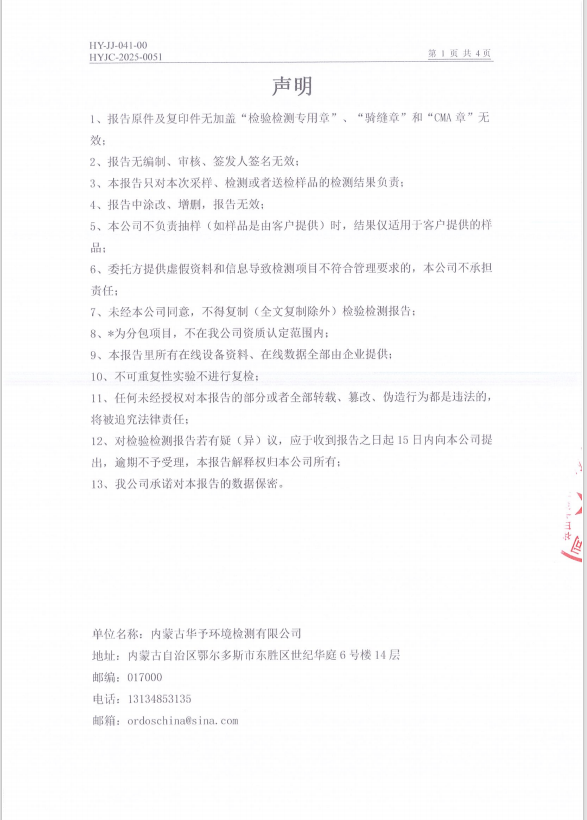 HY-JJ-041-00
HYJC-2025-0051
第 1 页 共 4 页
声明
1、报告原件及复印件无加盖“检验检测专用章”、“骑缝章”和“CMA 章”无
效；
2、报告无编制、审核、签发人签名无效；
3、本报告只对本次采样、检测或者送检样品的检测结果负责；
4、报告中涂改、增删，报告无效；
5、本公司不负责抽样（如样品是由客户提供）时，结果仅适用于客户提供的样
品；
6、委托方提供虚假资料和信息导致检测项目不符合管理要求的，本公司不承担
责任；
7、未经本公司同意，不得复制（全文复制除外）检验检测报告；
8、*为分包项目，不在我公司资质认定范围内；
9、本报告里所有在线设备资料、在线数据全部由企业提供；
10、不可重复性实验不进行复检；
11、任何未经授权对本报告的部分或者全部转载、篡改、伪造行为都是违法的，
将被追究法律责任；
12、对检验检测报告若有疑（异）议，应于收到报告之日起 15 日内向本公司提
出，逾期不予受理，本报告解释权归本公司所有；
13、我公司承诺对本报告的数据保密。
司
单位名称：内蒙古华予环境检测有限公司
地址：内蒙古自治区鄂尔多斯市东胜区世纪华庭 6 号楼 14 层
邮编：017000
电话：13134853135
邮箱：ordoschina@sina.com